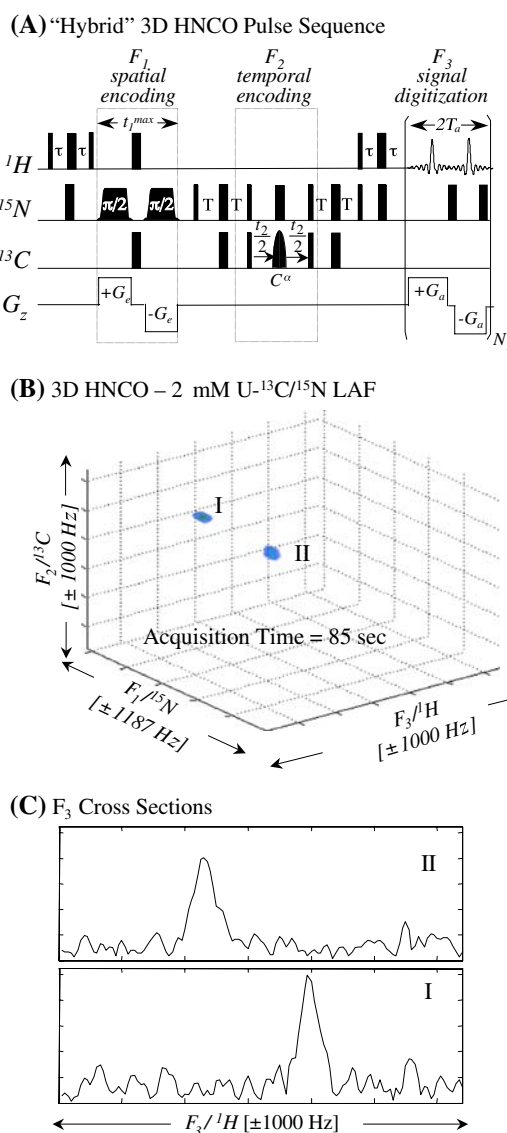 (A) “Hybrid” 3D HNCO Pulse Sequence
F1
spatial
encoding
F2
temporal
encoding
F3
signal
digitization
t1max
2Ta
1H
τ τ
τ τ
15N
π/2 π/2
T T
T T
13C
t2/2 t2/2
Cα
Gz
+Ge
-Ge
+Ga
-Ga
N
(B) 3D HNCO – 2 mM U-13C/15N LAF
I
II
F2/13C
[± 1000 Hz]
Acquisition Time = 85 sec
F1/15N
[±1187 Hz]
F3/1H
[±1000 Hz]
(C) F3 Cross Sections
II
I
F3/ 1H [±1000 Hz]